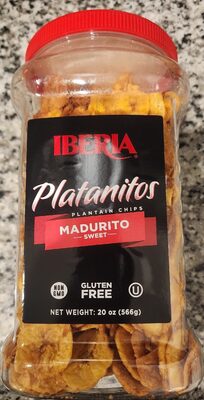 IBERIA
Platanitos
PLANTAIN CHIPS
MADURITO
SWEET
NON
GMO
GLUTEN
FREE
U
NET WEIGHT: 20 oz (566g)